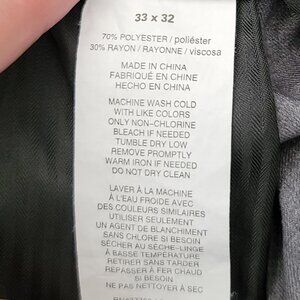 33 x 32
70% POLYESTER / poliéster
30% RAYON / RAYONNE / viscosa
MADE IN CHINA
FABRIQUÉ EN CHINE
HECHO EN CHINA
MACHINE WASH COLD
WITH LIKE COLORS
ONLY NON-CHLORINE
BLEACH IF NEEDED
TUMBLE DRY LOW
REMOVE PROMPTLY
WARM IRON IF NEEDED
DO NOT DRY CLEAN
LAVER À LA MACHINE
À L'EAU FROIDE AVEC
DES COULEURS SIMILAIRES
UTILISER SEULEMENT
UN AGENT DE BLANCHIMENT
SANS CHLORE SI BESOIN
SÉCHER AU SÈCHE-LINGE
À BASSE TEMPÉRATURE
RETIRER SANS TARDER
REPASSER À FER CHAUD
SI BESOIN
NE PAS NETTOYER À SEC